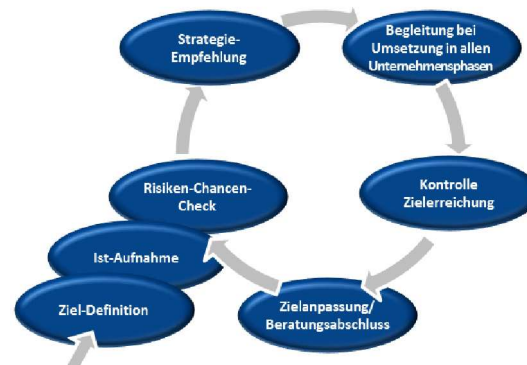 Strategie-
Empfehlung
Begleitung bei
Umsetzung in allen
Unternehmensphasen
Risiken-Chancen-
Check
Kontrolle
Zielerreichung
Ist-Aufnahme
Ziel-Definition
Zielanpassung/
Beratungsabschluss